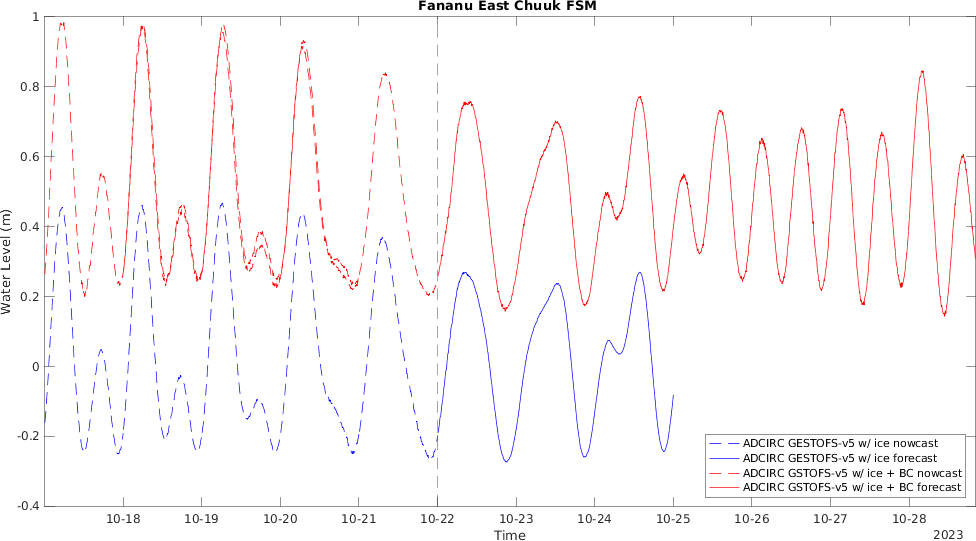 Fananu East Chuuk FSM
1
0.8
0.6
0.4
0.2
0
-0.2
-0.4
Water Level (m)
ADCIRC GESTOFS-v5 w/ ice nowcast
ADCIRC GESTOFS-v5 w/ ice forecast
ADCIRC GSTOFS-v5 w/ ice + BC nowcast
ADCIRC GSTOFS-v5 w/ ice + BC forecast
10-18 10-19 10-20 10-21 10-22 10-23 10-24 10-25 10-26 10-27 10-28
Time
2023